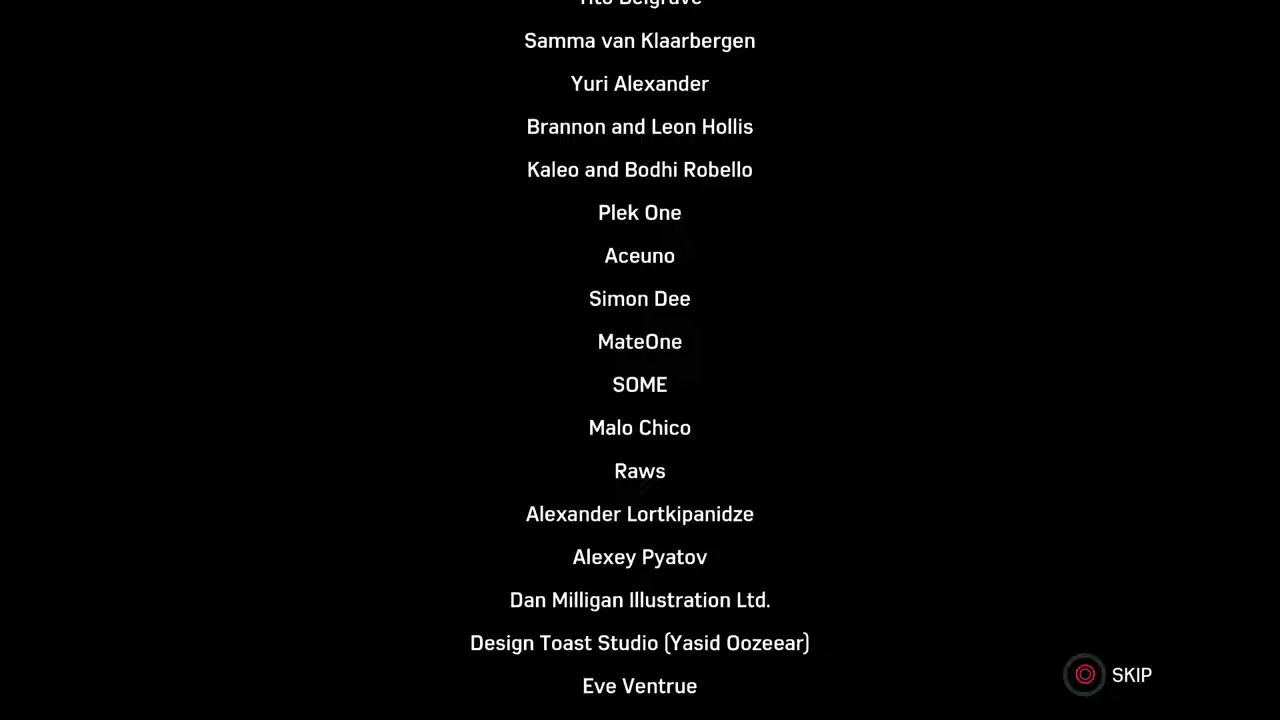 Tito Belgrave
Samma van Klaarbergen
Yuri Alexander
Brannon and Leon Hollis
Kaleo and Bodhi Robello
Plek One
Aceuno
Simon Dee
MateOne
SOME
Malo Chico
Raws
Alexander Lortkipanidze
Alexey Pyatov
Dan Milligan Illustration Ltd.
Design Toast Studio (Yasid Oozeear)
Eve Ventrue
SKIP